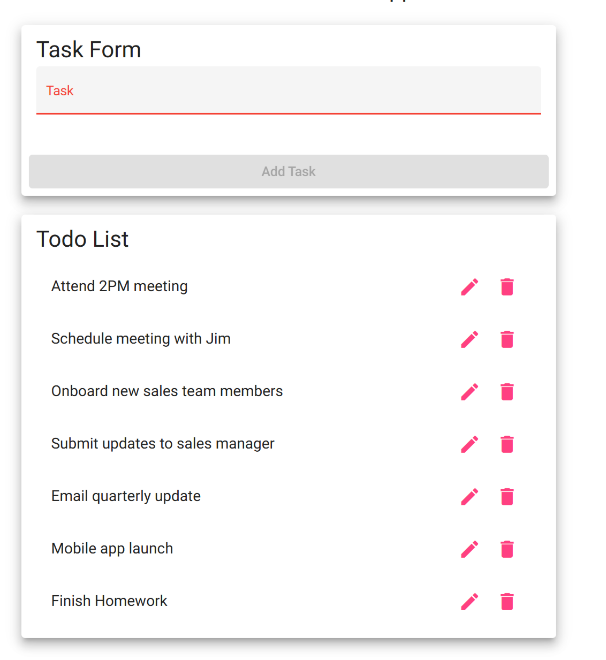 Task Form
Task
Add Task
Todo List
Attend 2PM meeting
Schedule meeting with Jim
Onboard new sales team members
Submit updates to sales manager
Email quarterly update
Mobile app launch
Finish Homework